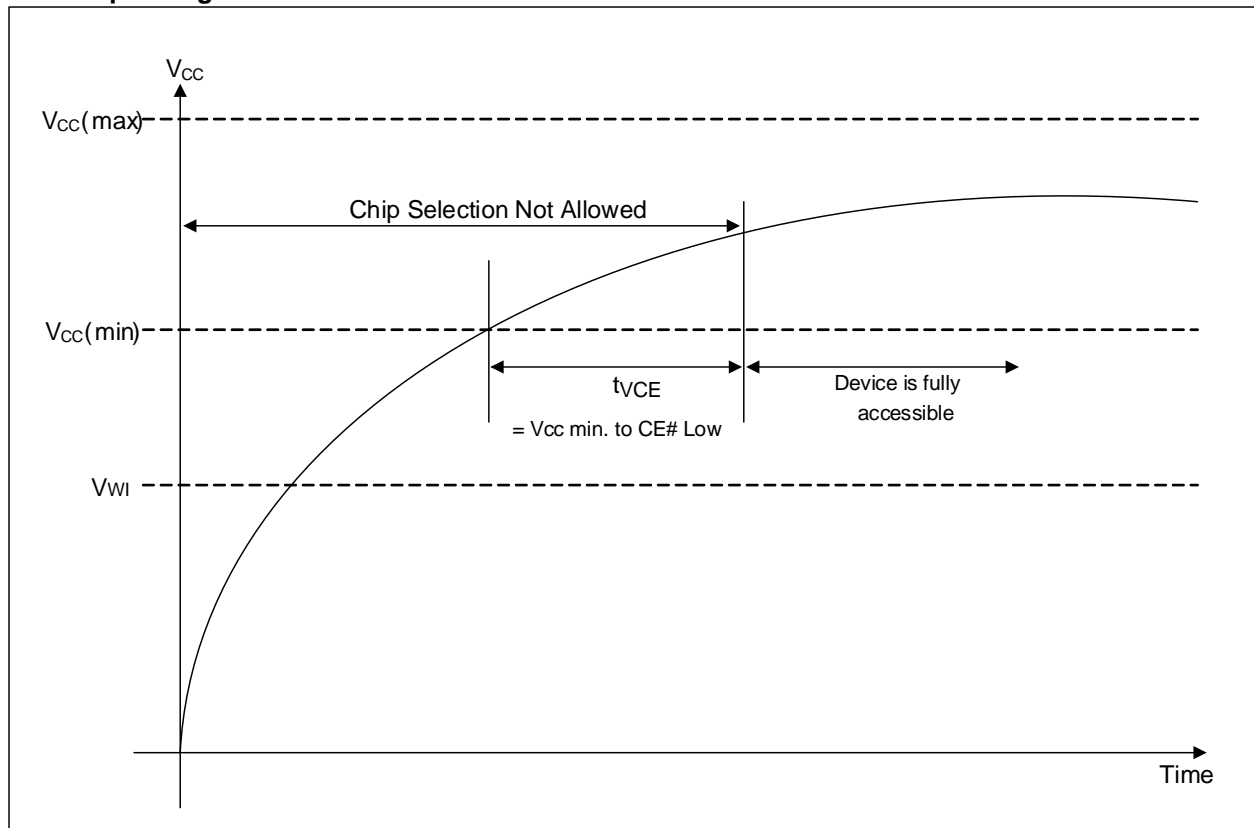 VCC
VCC(max)
Chip Selection Not Allowed
VCC(min)
tVCE
= Vcc min. to CE# Low
Device is fully
accessible
VWI
Time